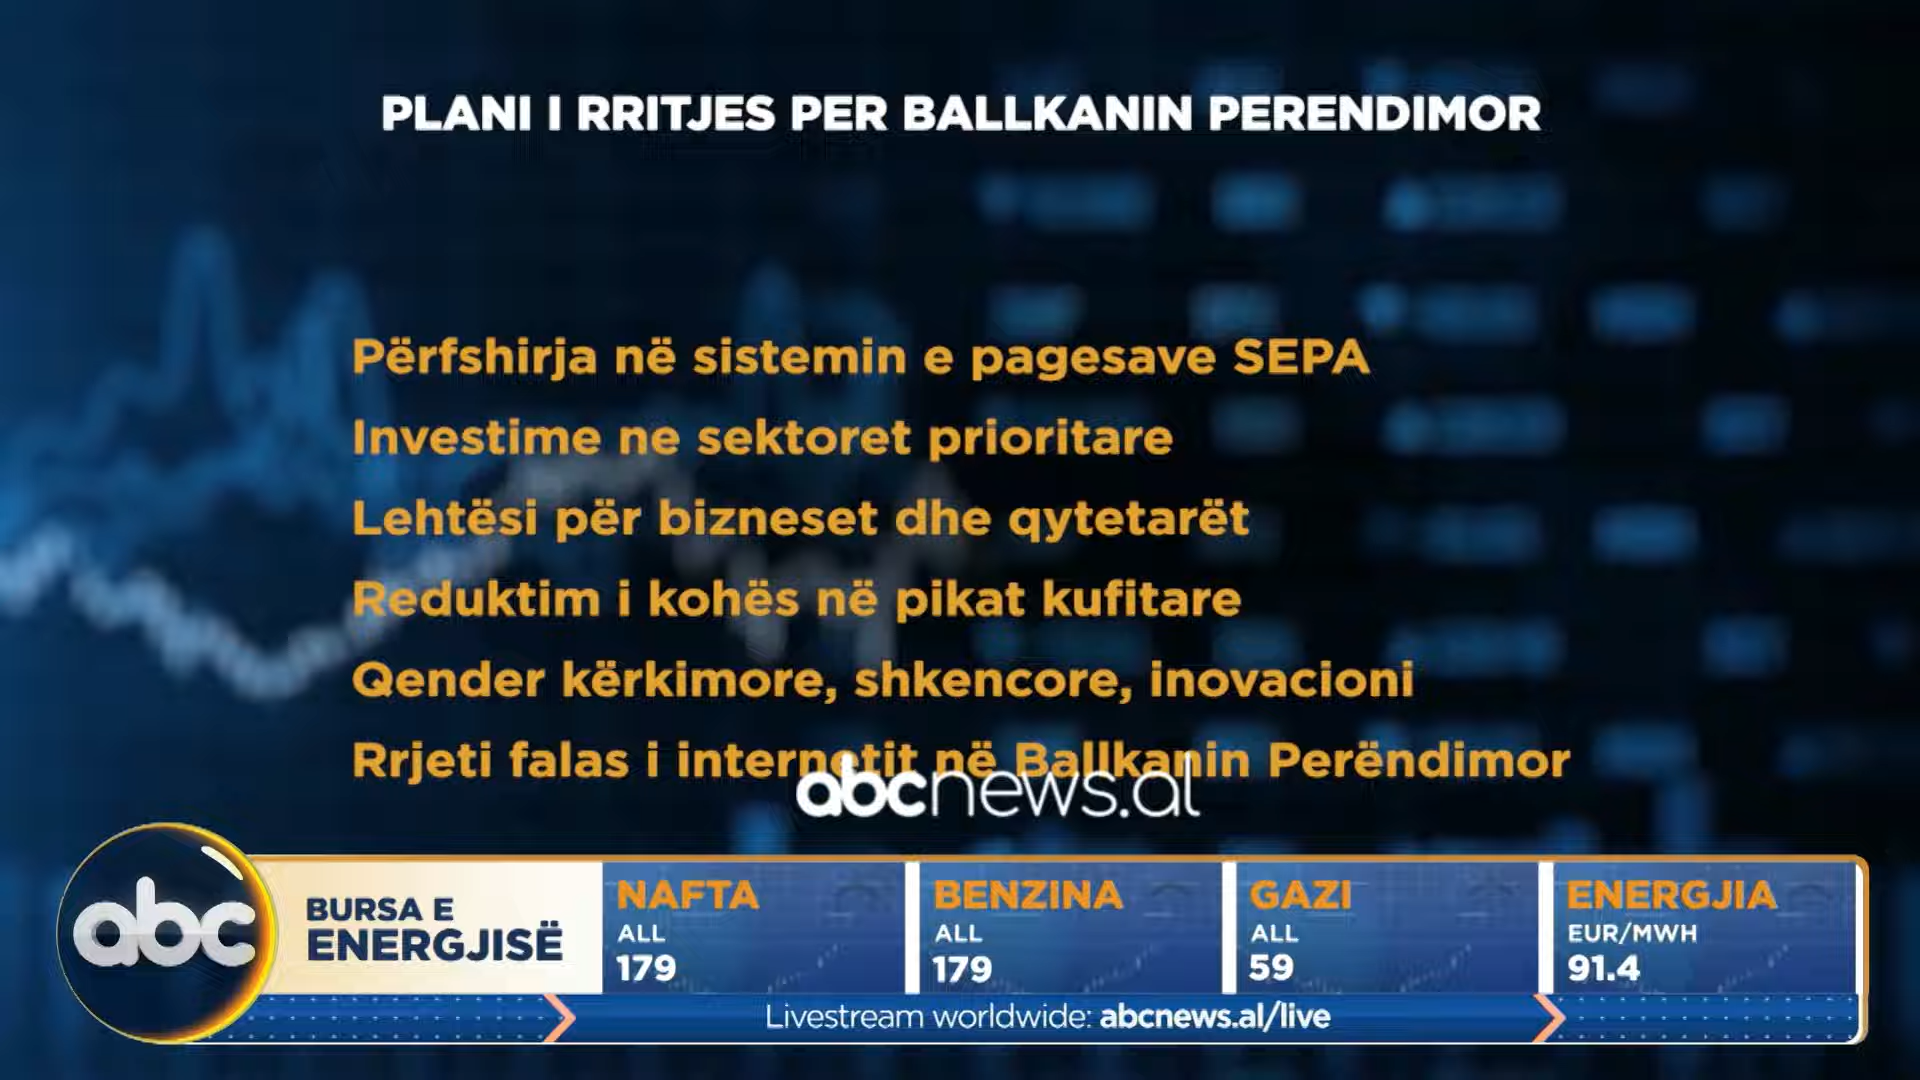 PLANI I RRITJES PER BALLKANIN PERENDIMOR
Përfshirja në sistemin e pagesave SEPA
Investime ne sektoret prioritare
Lehtësi për bizneset dhe qytetarët
Reduktim i kohës në pikat kufitare
Qender kërkimore, shkencore, inovacioni
Rrjeti falas i internetit në Ballkanin Perëndimor
abcnews.al
abc
BURSA E
ENERGJISË
NAFTA
ALL
179
BENZINA
ALL
179
GAZI
ALL
59
ENERGJIA
EUR/MWH
91.4
Livestream worldwide: abcnews.al/live